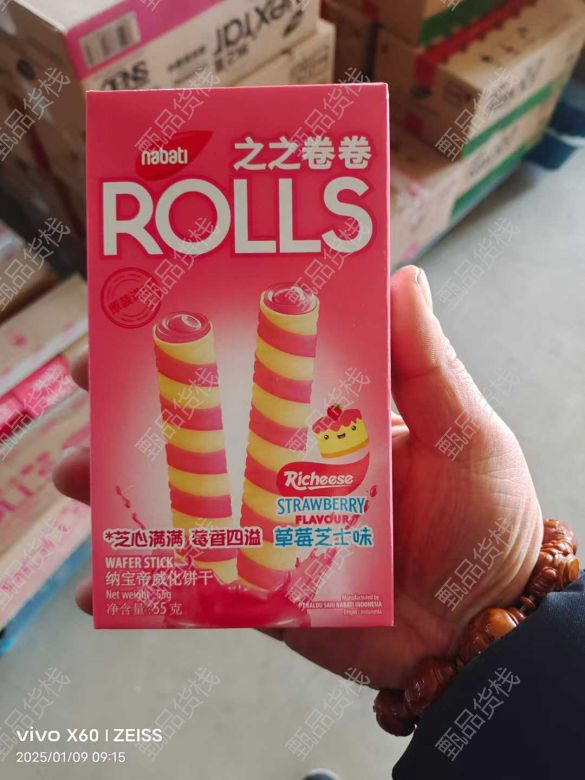 nabati
之之卷卷
ROLLS
Richeese
STRAWBERRY
FLAVOUR
*芝心满满 莓香四溢
草莓芝士味
WAFER STICK
纳宝帝威化饼干
Net weight: 55g
净含量:55克
Manufactured by
PT.KALDU SARI NABATI INDONESIA
Origin: Indonesia
vivo X60 | ZEISS
2025/01/09 09:15
甄品货栈